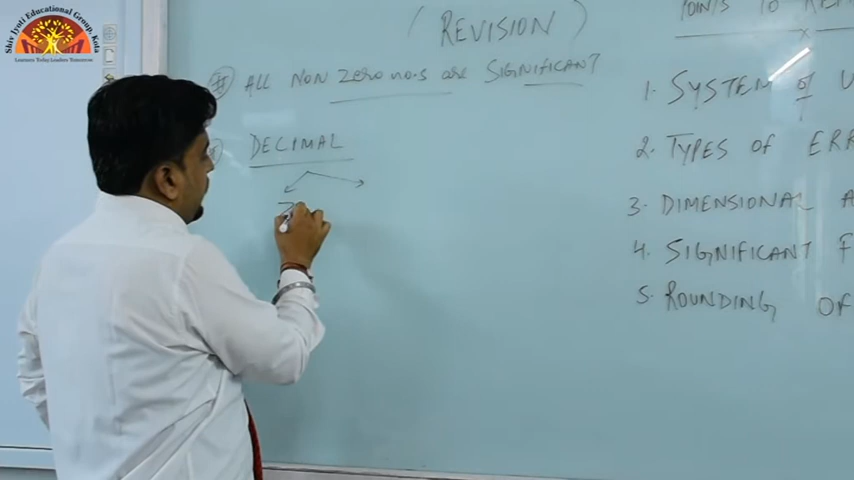 Shiv Jyoti Educational Group, Kota
Learners Today Leaders Tomorrow
(REVISION)
POINTS TO
# ALL NON ZERO no.s are SIGNIFICANT
DECIMAL
1. SYSTEM of U
2. TYPES OF ERR
3. DIMENSIONAL A
4. SIGNIFICANT F
5. ROUNDING OF